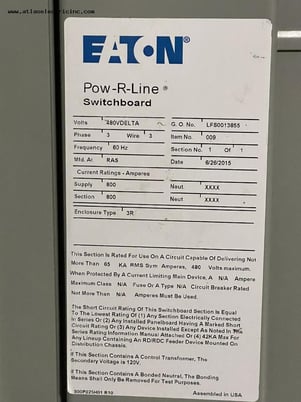 www.atlaselectricinc.com
EATON
Pow-R-Line®
Switchboard
Volts 480VDELTA G. O. No. LFS0013855
Phase 3 Wire 3 Item No. 009
Frequency 60 Hz Section No. 1 Of 1
Mfd. At RAS Date 6/26/2015
Current Ratings - Amperes
Supply 800 Neut XXXX
Section 800 Neut XXXX
Enclosure Type 3R
This Section Is Rated For Use On A Circuit Capable Of Delivering Not
More Than 65 KA RMS Sym Amperes, 480 Volts maximum.
When Protected By A Current Limiting Main Device, A N/A Ampere
Maximum Class N/A Fuse Or A Type N/A Circuit Breaker Rated
Not More Than N/A Amperes Must Be Used.
The Short Circuit Rating Of This Switchboard Section Is Equal
To The Lowest Rating Of (1) Any Section Electrically Connected
In Series Or (2) Any Installed Panelboard Having A Marked Short
Circuit Rating Or (3) Any Device Installed Except As Noted On
Series Rating Information Manual Attached Or (4) 42KA Max For
Any Lineup Containing An RD/RDC Feeder Device Mounted On
Distribution Chassis.
If This Section Contains A Control Transformer, The
Secondary Voltage Is 120V.
If This Section Contains A Bonded Neutral, The Bonding
Means Shall Only Be Removed For Test Purposes.
Assembled in USA